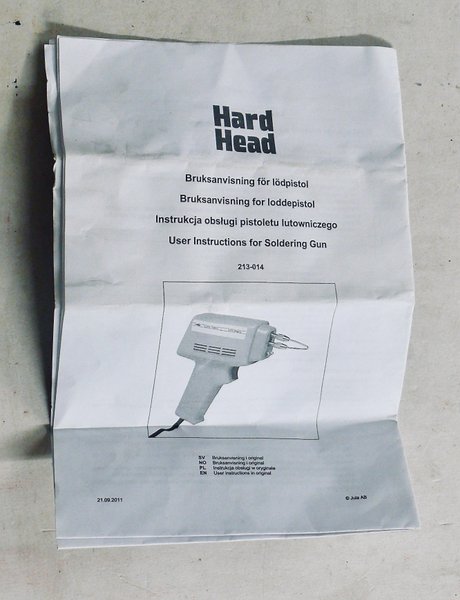 Hard
Head
Bruksanvisning för lödpistol
Bruksanvisning for loddepistol
Instrukcja obsługi pistoletu lutowniczego
User Instructions for Soldering Gun
213-014
SV Bruksanvisning i original
NO Bruksanvisning i original
PL Instrukcja obsługi w oryginale
EN User instructions in original
21.09.2011
© Jula AB